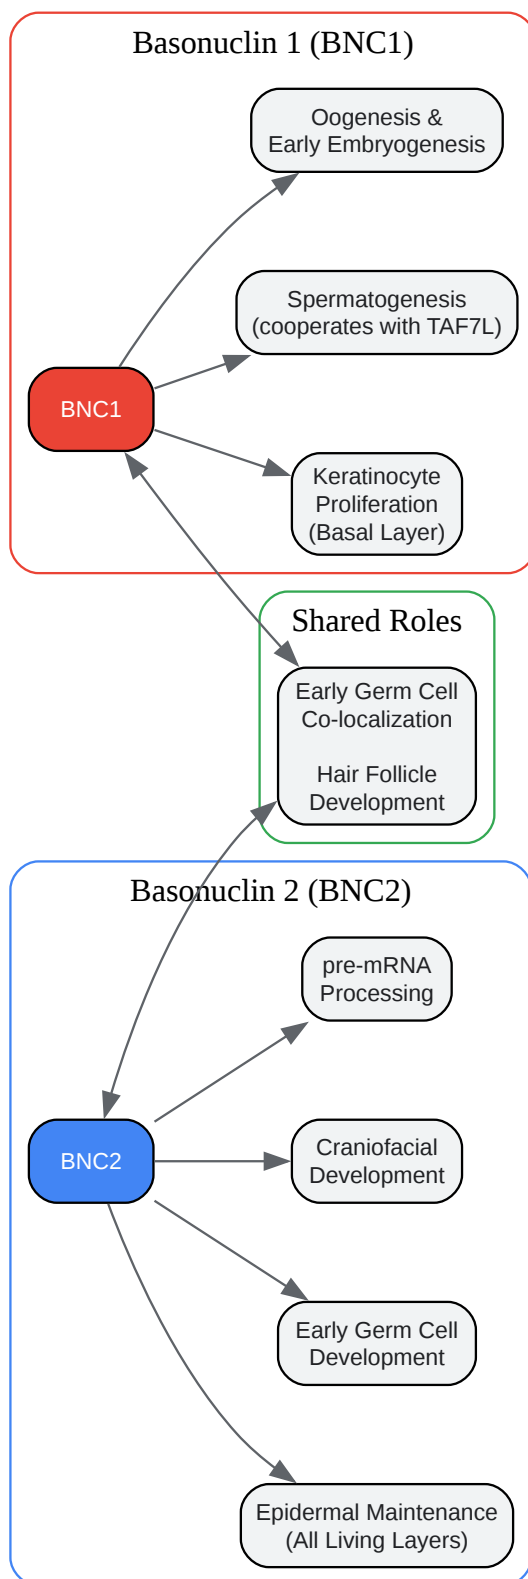 Basonuclin 1 (BNC1)
Oogenesis &
Early Embryogenesis
Spermatogenesis
(cooperates with TAF7L)
BNC1
Keratinocyte
Proliferation
(Basal Layer)
Shared Roles
Early Germ Cell
Co-localization
Hair Follicle
Development
Basonuclin 2 (BNC2)
pre-mRNA
Processing
BNC2
Craniofacial
Development
Early Germ Cell
Development
Epidermal Maintenance
(All Living Layers)